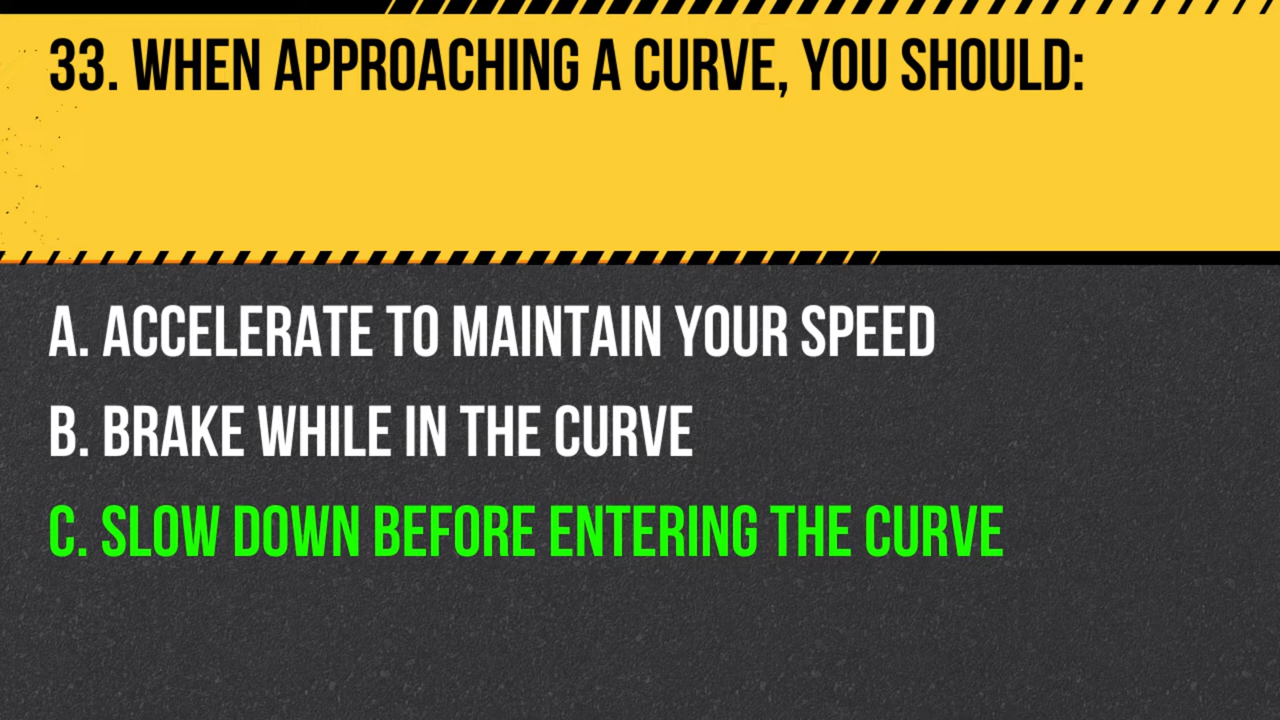 33. WHEN APPROACHING A CURVE, YOU SHOULD:
A. ACCELERATE TO MAINTAIN YOUR SPEED
B. BRAKE WHILE IN THE CURVE
C. SLOW DOWN BEFORE ENTERING THE CURVE